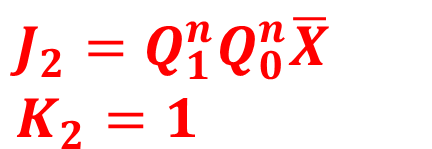 J₂ = Q₁ⁿQ₀ⁿX̅
K₂ = 1